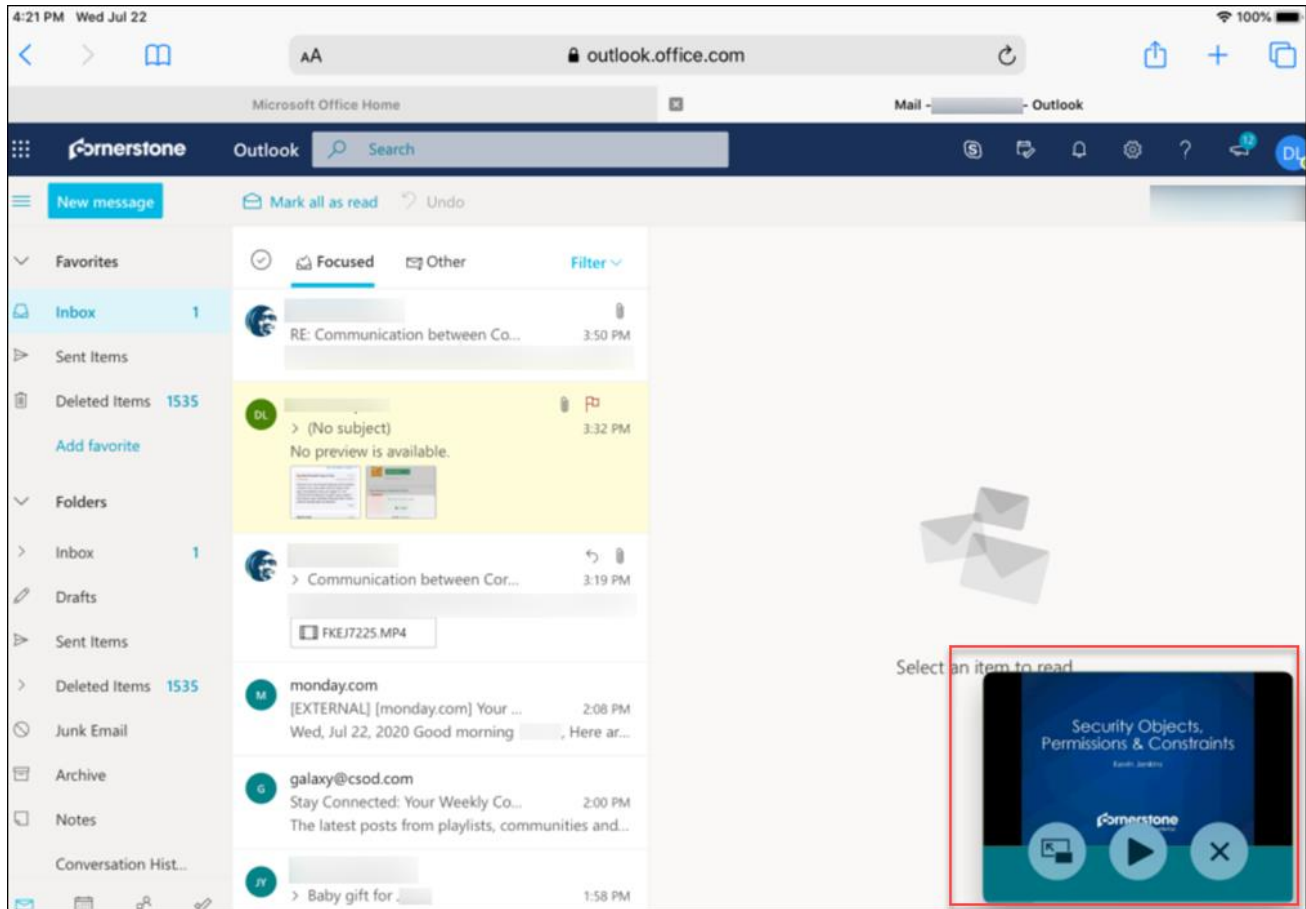 4:21 PM Wed Jul 22
100%
AA
outlook.office.com
Microsoft Office Home
Mail - - Outlook
Cornerstone
Outlook
Search
S
?
12
DL
New message
Mark all as read
Undo
Favorites
Inbox 1
Sent Items
Deleted Items 1535
Add favorite
Folders
Inbox 1
Drafts
Sent Items
Deleted Items 1535
Junk Email
Archive
Notes
Conversation Hist...
Focused
Other
Filter
RE: Communication between Co... 3:50 PM
DL
> (No subject) 3:32 PM
No preview is available.
> Communication between Cor... 3:19 PM
FKEJ7225.MP4
M
monday.com
[EXTERNAL] [monday.com] Your ... 2:08 PM
Wed, Jul 22, 2020 Good morning , Here ar...
G
galaxy@csod.com
Stay Connected: Your Weekly Co... 2:00 PM
The latest posts from playlists, communities and...
JY
> Baby gift for . 1:58 PM
Select an item to read
Security Objects,
Permissions & Constraints
Kevin Jenkins
Cornerstone